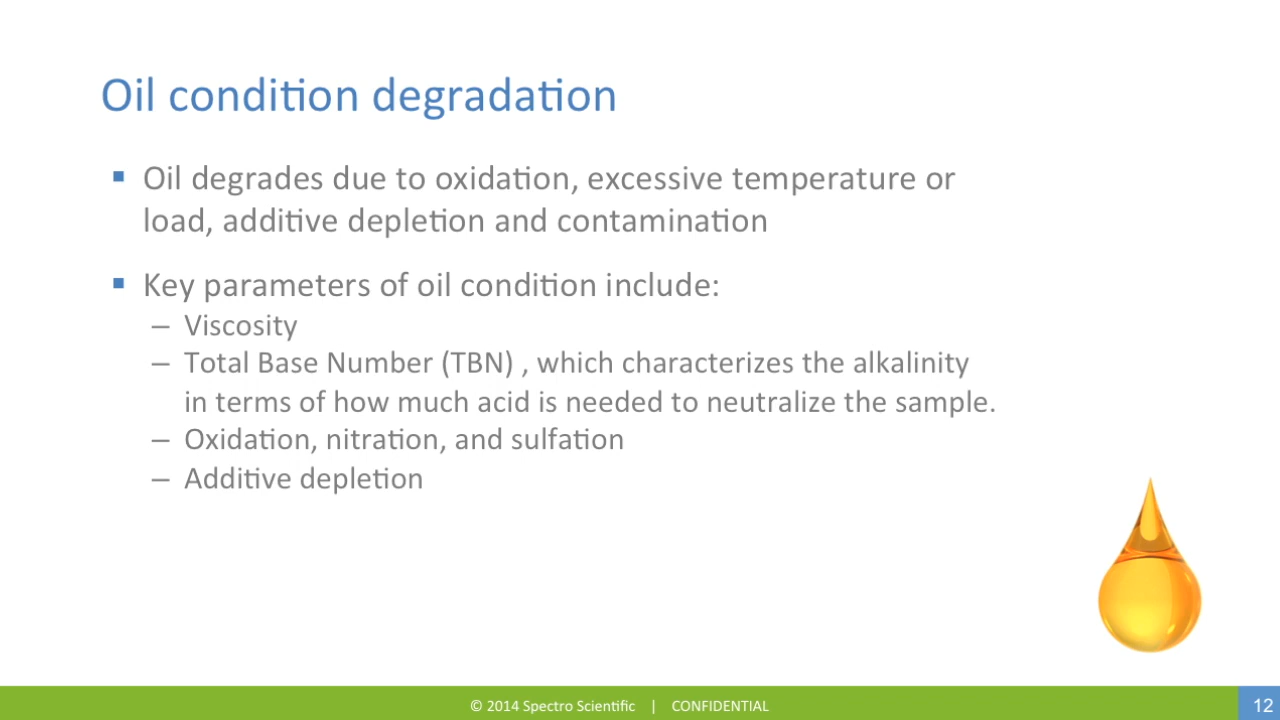 Oil condition degradation
▪ Oil degrades due to oxidation, excessive temperature or
load, additive depletion and contamination
▪ Key parameters of oil condition include:
– Viscosity
– Total Base Number (TBN) , which characterizes the alkalinity
in terms of how much acid is needed to neutralize the sample.
– Oxidation, nitration, and sulfation
– Additive depletion
© 2014 Spectro Scientific | CONFIDENTIAL
12